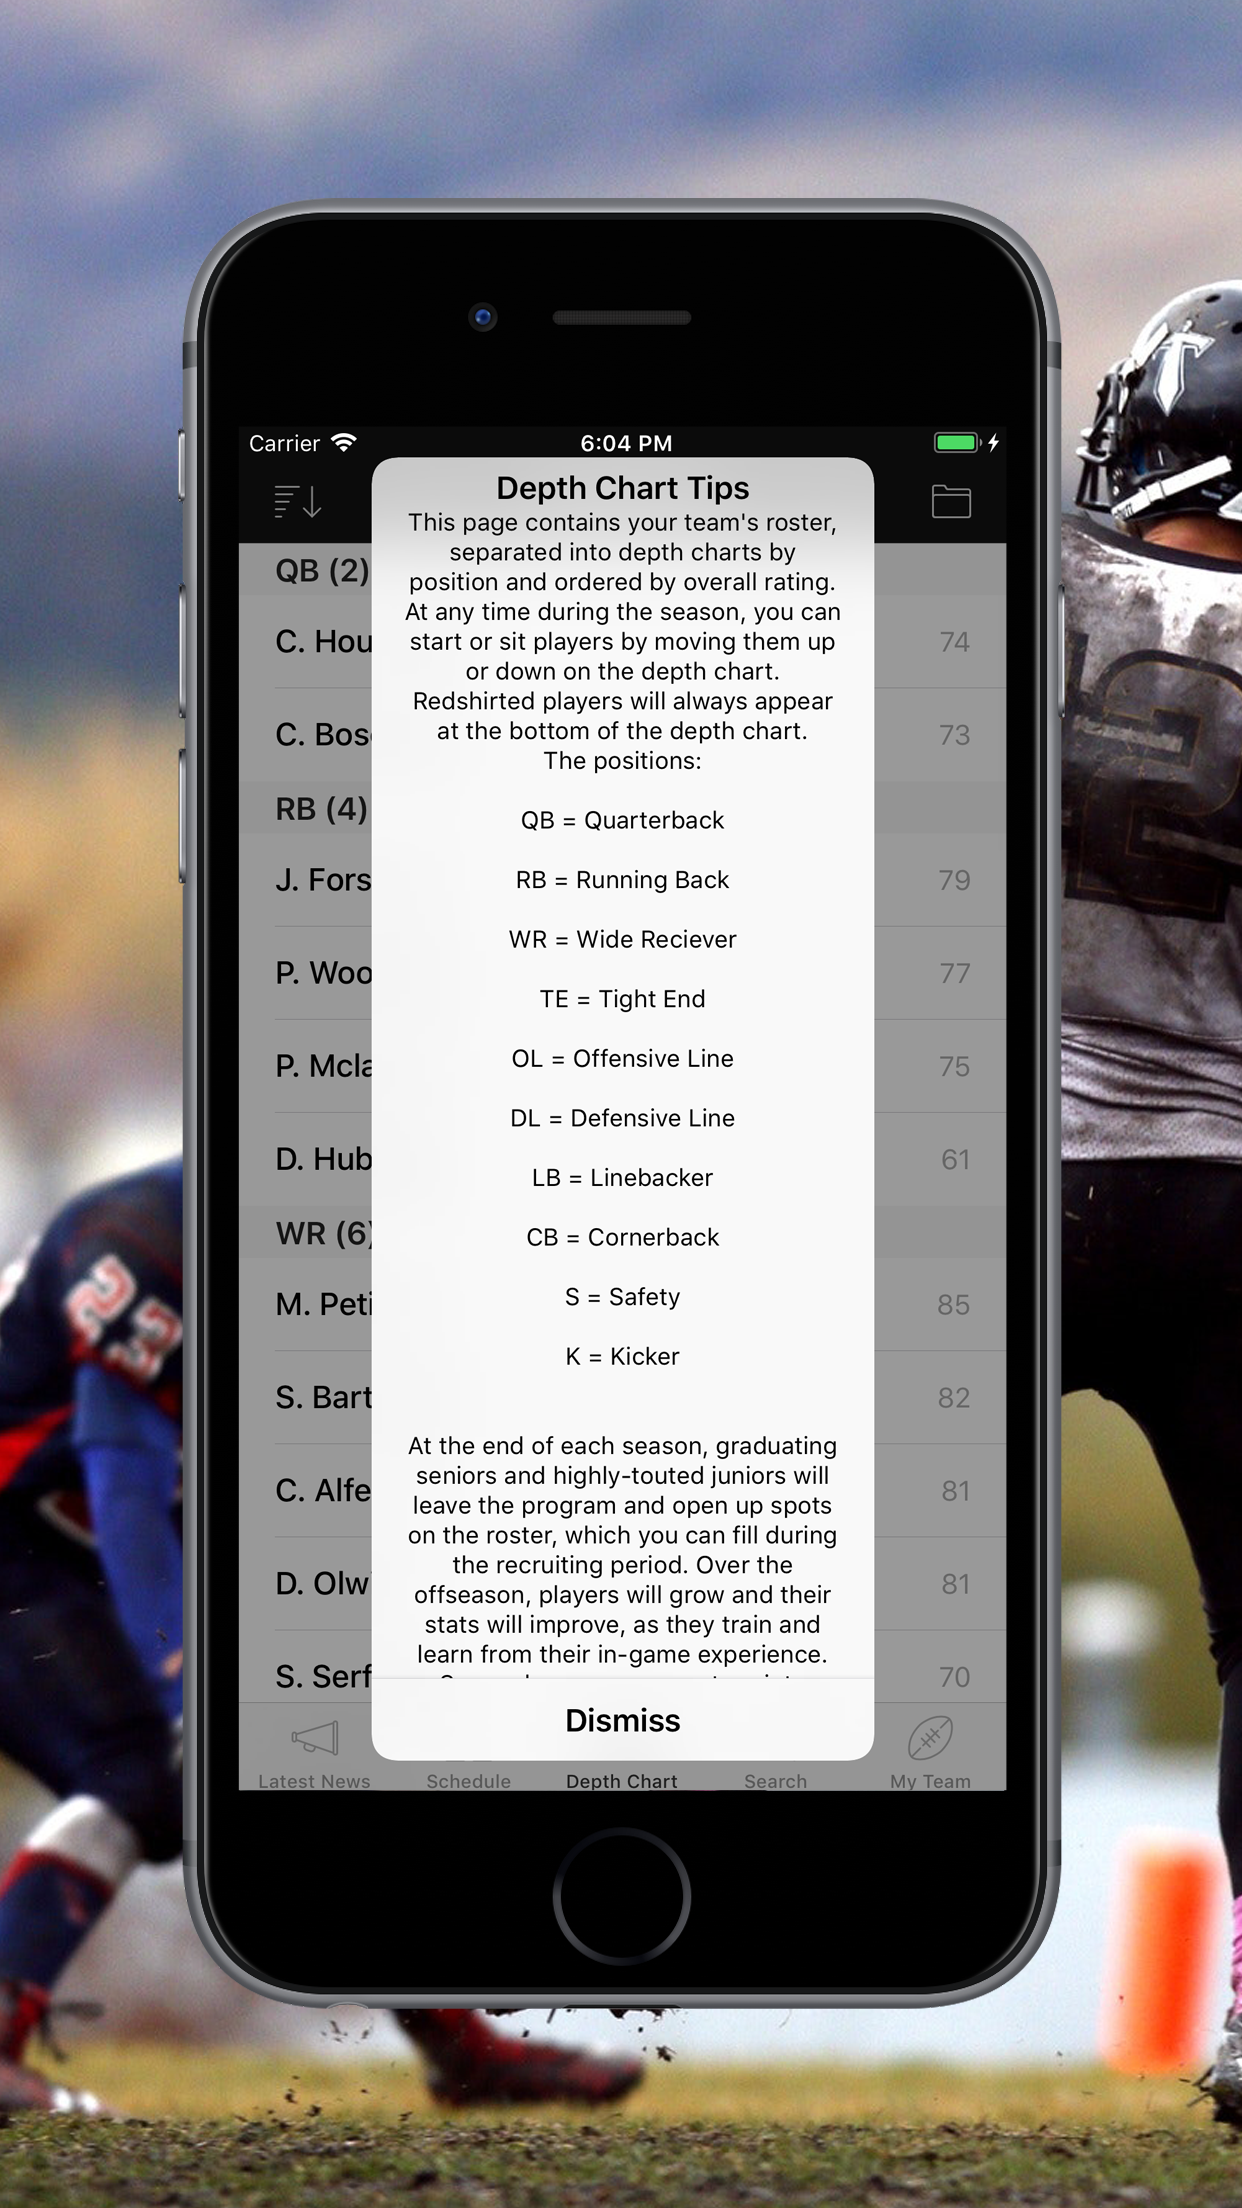 Carrier
6:04 PM
Depth Chart Tips
This page contains your team's roster,
separated into depth charts by
position and ordered by overall rating.
At any time during the season, you can
start or sit players by moving them up
or down on the depth chart.
Redshirted players will always appear
at the bottom of the depth chart.
The positions:
QB = Quarterback
RB = Running Back
WR = Wide Reciever
TE = Tight End
OL = Offensive Line
DL = Defensive Line
LB = Linebacker
CB = Cornerback
S = Safety
K = Kicker
At the end of each season, graduating
seniors and highly-touted juniors will
leave the program and open up spots
on the roster, which you can fill during
the recruiting period. Over the
offseason, players will grow and their
stats will improve, as they train and
learn from their in-game experience.
Dismiss
QB (2)
C. Hou
74
C. Bos
73
RB (4)
J. Fors
79
P. Woo
77
P. Mcla
75
D. Hub
61
WR (6)
M. Peti
85
S. Bart
82
C. Alfe
81
D. Olw
81
S. Serf
70
Latest News
Schedule
Depth Chart
Search
My Team
23
T